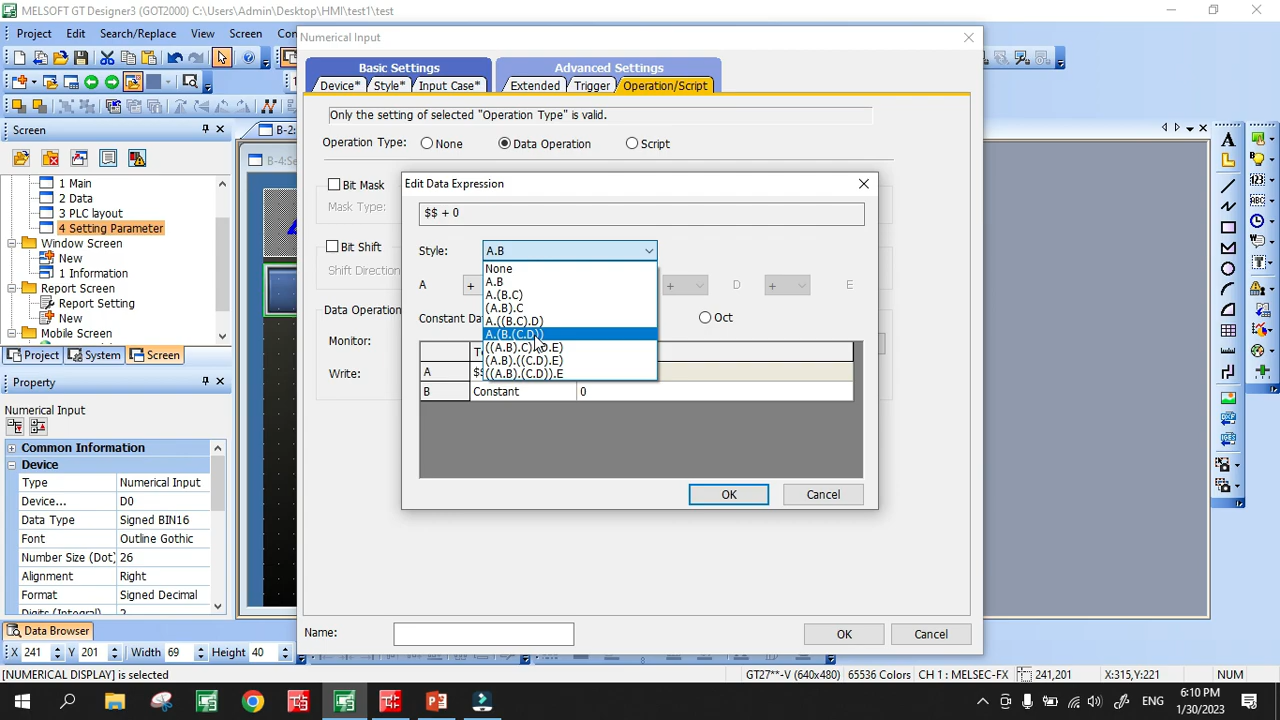 MELSOFT GT Designer3 (GOT2000) C:\Users\Admin\Desktop\HMI\test1\test
Project Edit Search/Replace View Screen
Numerical Input
Basic Settings
Advanced Settings
Device* Style* Input Case* Extended Trigger Operation/Script
Only the setting of selected "Operation Type" is valid.
Operation Type: None Data Operation Script
Screen
B-2:
B-4:Se
1 Main
2 Data
3 PLC layout
4 Setting Parameter
Window Screen
New
1 Information
Report Screen
Report Setting
New
Mobile Screen
Project System Screen
Bit Mask
Mask Type:
Bit Shift
Shift Direction
Data Operation
Monitor:
Write:
Edit Data Expression
$$ + 0
Style: A.B
None
A.B
A.(B.C)
(A.B).C
A.((B.C).D)
A.(B.(C.D))
(A.B).((C.D).E)
((A.B).(C.D)).E
A + + D + E
Constant Da Oct
A $$
B Constant 0
OK Cancel
Property
Numerical Input
Common Information
Device
Type Numerical Input
Device... D0
Data Type Signed BIN16
Font Outline Gothic
Number Size (Dot) 26
Alignment Right
Format Signed Decimal
Digits (Integral) 2
Data Browser
Name:
OK Cancel
X 241 Y 201 Width 69 Height 40
[NUMERICAL DISPLAY] is selected
GT27**-V (640x480) 65536 Colors CH 1 : MELSEC-FX 241,201 X:315,Y:221 NUM
ENG
6:10 PM
1/30/2023